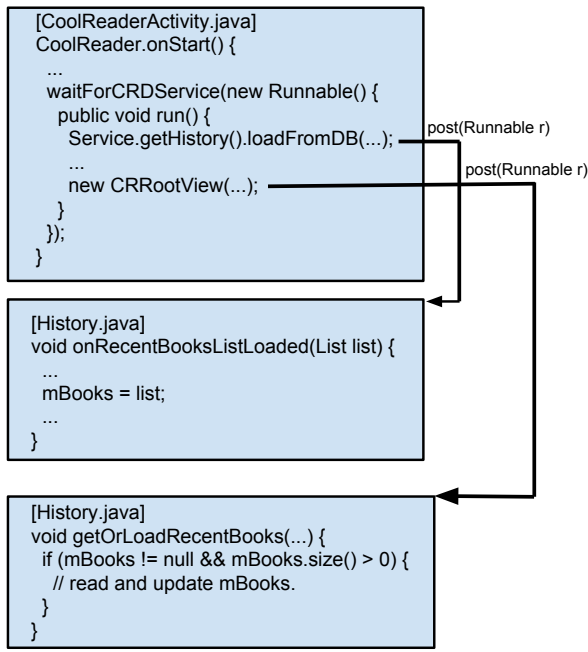 [CoolReaderActivity.java]
CoolReader.onStart() {
...
waitForCRDService(new Runnable() {
public void run() {
Service.getHistory().loadFromDB(...);
post(Runnable r)
...
new CRRootView(...);
post(Runnable r)
}
});
}
[History.java]
void onRecentBooksListLoaded(List list) {
...
mBooks = list;
...
}
[History.java]
void getOrLoadRecentBooks(...) {
if (mBooks != null && mBooks.size() > 0) {
// read and update mBooks.
}
}